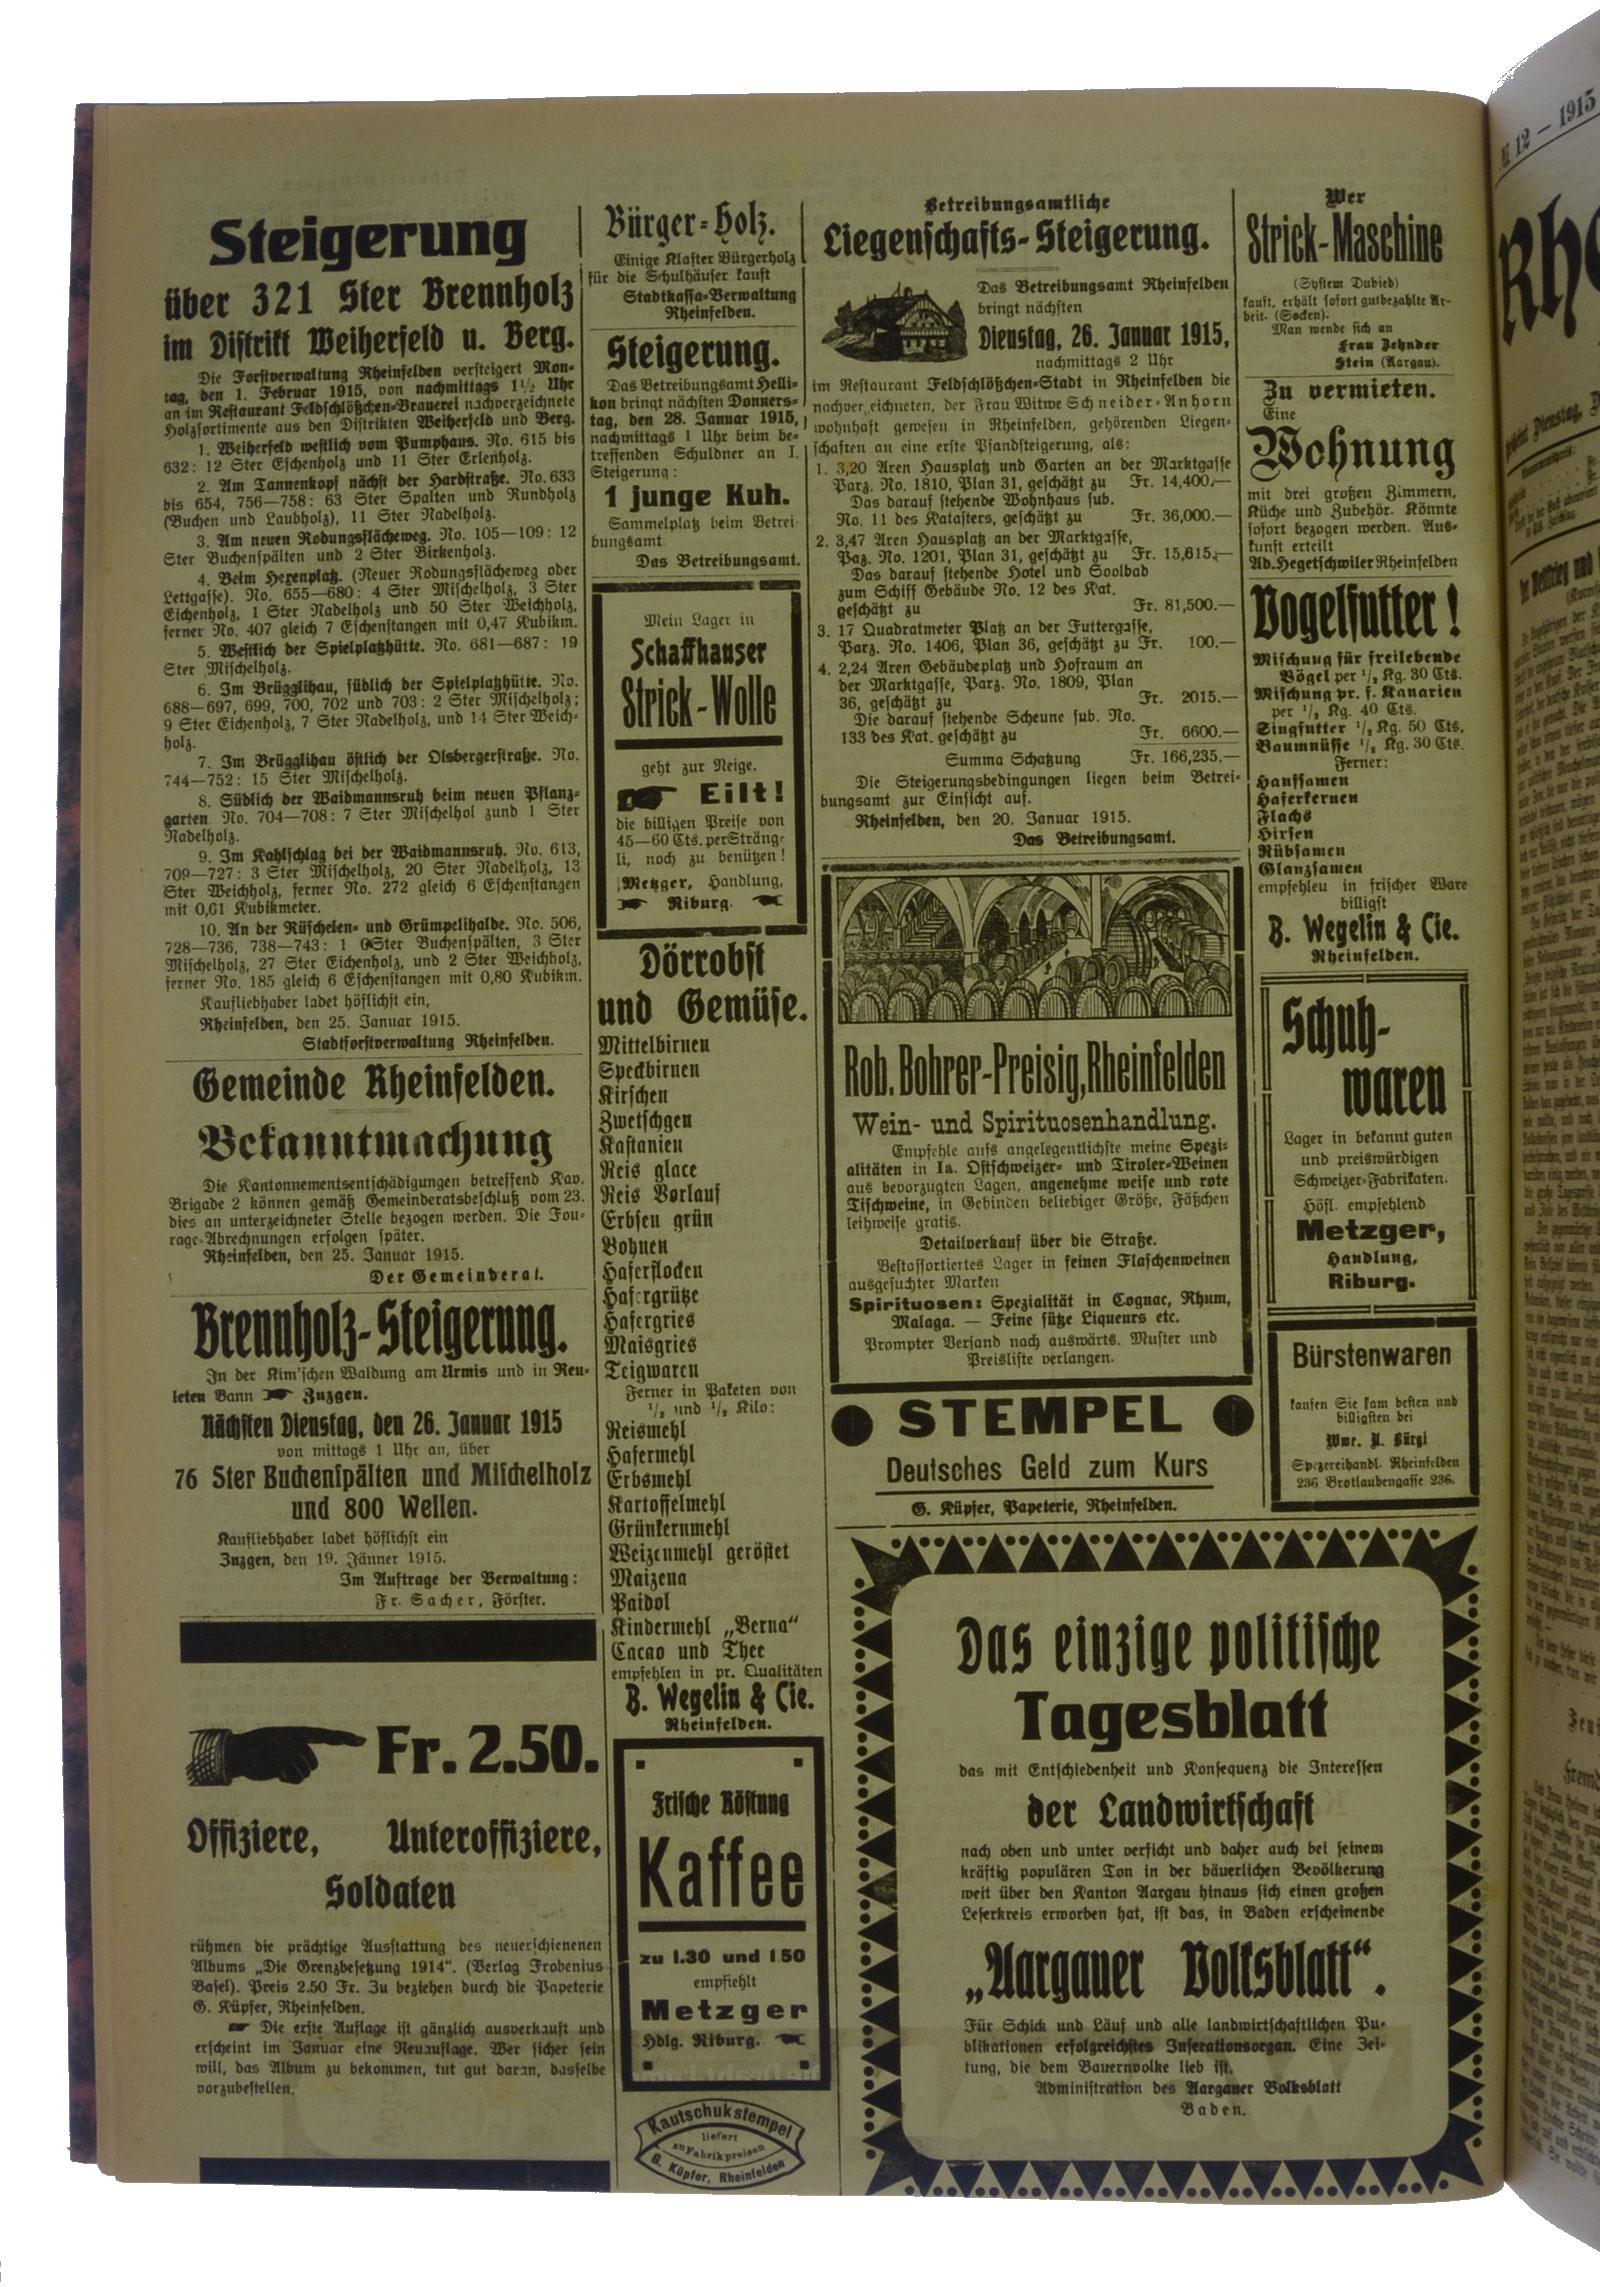 Steigerung
über 321 Ster Brennholz
im Distrikt Weiherfeld u. Berg.
Die Forstverwaltung Rheinfelden versteigert Mon-
tag, den 1. Februar 1915, von nachmittags 1½ Uhr
an im Restaurant Feldschlößchen-Brauerei nachverzeichnete
Holzsortimente aus den Distrikten Weiherfeld und Berg.
1. Weiherfeld westlich vom Pumphaus. No. 615 bis
632: 12 Ster Eschenholz und 11 Ster Erlenholz.
2. Am Tannenkopf nächst der Hardstraße. No. 633
bis 654, 756—758: 63 Ster Spalten und Rundholz
(Buchen und Laubholz), 11 Ster Nadelholz.
3. Am neuen Rodungsflächeweg. No. 105—109: 12
Ster Buchenspälten und 2 Ster Birkenholz.
4. Beim Hexenplatz. (Neuer Rodungsflächeweg oder
Lettgasse). No. 655—680: 4 Ster Mischelholz, 3 Ster
Eichenholz, 1 Ster Nadelholz und 50 Ster Weichholz,
ferner No. 407 gleich 7 Eschenstangen mit 0,47 Kubikm.
5. Westlich der Spielplatzhütte. No. 681—687: 19
Ster Mischelholz.
6. Im Brügglihau, südlich der Spielplatzhütte. No.
688—697, 699, 700, 702 und 703: 2 Ster Mischelholz;
9 Ster Eichenholz, 7 Ster Nadelholz, und 14 Ster Weich-
holz.
7. Im Brügglihau östlich der Olsbergerstraße. No.
744—752: 15 Ster Mischelholz.
8. Südlich der Waidmannsruh beim neuen Pflanz-
garten No. 704—708: 7 Ster Mischelhol zund 1 Ster
Nadelholz.
9. Im Kahlschlag bei der Waidmannsruh. No. 613,
709—727: 3 Ster Mischelholz, 20 Ster Nadelholz, 13
Ster Weichholz, ferner No. 272 gleich 6 Eschenstangen
mit 0,61 Kubikmeter.
10. An der Rüschelen- und Grümpelihalde. No. 506,
728—736, 738—743: 1 Ster Buchenspälten, 3 Ster
Mischelholz, 27 Ster Eichenholz, und 2 Ster Weichholz,
ferner No. 185 gleich 6 Eschenstangen mit 0,80 Kubikm.
Kaufliebhaber ladet höflichst ein,
Rheinfelden, den 25. Januar 1915.
Stadtforstverwaltung Rheinfelden.
Gemeinde Rheinfelden.
Bekanntmachung
Die Kantonnementsentschädigungen betreffend Kav.
Brigade 2 können gemäß Gemeinderatsbeschluß vom 23.
dies an unterzeichneter Stelle bezogen werden. Die Fou-
rage-Abrechnungen erfolgen später.
Rheinfelden, den 25. Januar 1915.
Der Gemeinderat.
Brennholz-Steigerung.
In der Kim'schen Waldung am Urmis und in Reu-
leten Bann Zuzgen.
Nächsten Dienstag, den 26. Januar 1915
von mittags 1 Uhr an, über
76 Ster Buchenspälten und Mischelholz
und 800 Wellen.
Kaufliebhaber ladet höflichst ein
Zuzgen, den 19. Jänner 1915.
Im Auftrage der Verwaltung:
Fr. Sacher, Förster.
Fr. 2.50.
Offiziere, Unteroffiziere,
Soldaten
rühmen die prächtige Ausstattung des neuerschienenen
Albums „Die Grenzbesetzung 1914“. (Verlag Frobenius
Basel). Preis 2.50 Fr. Zu beziehen durch die Papeterie
G. Küpfer, Rheinfelden.
Die erste Auflage ist gänzlich ausverkauft und
erscheint im Januar eine Neuauflage. Wer sicher sein
will, das Album zu bekommen, tut gut daran, dasselbe
vorzubestellen.
Bürger-Holz.
Einige Klafter Bürgerholz
für die Schulhäuser kauft
Stadtkassa-Verwaltung
Rheinfelden.
Steigerung.
Das Betreibungsamt Helli-
kon bringt nächsten Donners-
tag, den 28. Januar 1915,
nachmittags 1 Uhr beim be-
treffenden Schuldner an I.
Steigerung:
1 junge Kuh.
Sammelplatz beim Betrei-
bungsamt.
Das Betreibungsamt.
Mein Lager in
Schaffhauser
Strick-Wolle
geht zur Neige.
Eilt!
die billigen Preise von
45—60 Cts. per Sträng-
li, noch zu benützen!
Metzger, Handlung,
Riburg.
Dörrobst
und Gemüse.
Mittelbirnen
Speckbirnen
Kirschen
Zwetschgen
Kastanien
Reis glace
Reis Vorlauf
Erbsen grün
Bohnen
Haferflocken
Hafergrütze
Hafergries
Maisgries
Teigwaren
Ferner in Paketen von
½ und ½ Kilo:
Reismehl
Hafermehl
Erbsmehl
Kartoffelmehl
Grünkernmehl
Weizenmehl geröstet
Maizena
Paidol
Kindermehl „Berna“
Cacao und Thee
empfehlen in pr. Qualitäten
B. Wegelin & Cie.
Rheinfelden.
Frische Röstung
Kaffee
zu 1.30 und 1 50
empfiehlt
Metzger
Hdlg. Riburg.
Kautschukstempel
liefert
zu Fabrikpreisen
G. Küpfer, Rheinfelden
Betreibungsamtliche
Liegenschafts-Steigerung.
Das Betreibungsamt Rheinfelden
bringt nächsten
Dienstag, 26. Januar 1915,
nachmittags 2 Uhr
im Restaurant Feldschlößchen-Stadt in Rheinfelden die
nachverzeichneten, der Frau Witwe Schneider-Anhorn
wohnhaft gewesen in Rheinfelden, gehörenden Liegen-
schaften an eine erste Pfandsteigerung, als:
1. 3,20 Aren Hausplatz und Garten an der Marktgasse
Parz. No. 1810, Plan 31, geschätzt zu Fr. 14,400.—
Das darauf stehende Wohnhaus sub.
No. 11 des Katasters, geschätzt zu Fr. 36,000.—
2. 3,47 Aren Hausplatz an der Marktgasse,
Paz. No. 1201, Plan 31, geschätzt zu Fr. 15,615.—
Das darauf stehende Hotel und Soolbad
zum Schiff Gebäude No. 12 des Kat.
geschätzt zu Fr. 81,500.—
3. 17 Quadratmeter Platz an der Futtergasse,
Parz. No. 1406, Plan 36, geschätzt zu Fr. 100.—
4. 2,24 Aren Gebäudeplatz und Hofraum an
der Marktgasse, Parz. No. 1809, Plan
36, geschätzt zu Fr. 2015.—
Die darauf stehende Scheune sub. No.
133 des Kat. geschätzt zu Fr. 6600.—
Summa Schatzung Fr. 166,235.—
Die Steigerungsbedingungen liegen beim Betrei-
bungsamt zur Einsicht auf.
Rheinfelden, den 20. Januar 1915.
Das Betreibungsamt.
Rob. Bohrer-Preisig, Rheinfelden
Wein- und Spirituosenhandlung.
Empfehle aufs angelegentlichste meine Spezi-
alitäten in Ia. Ostschweizer- und Tiroler-Weinen
aus bevorzugten Lagen, angenehme weiße und rote
Tischweine, in Gebinden beliebiger Größe, Fäßchen
leihweise gratis.
Detailverkauf über die Straße.
Bestassortiertes Lager in feinen Flaschenweinen
ausgesuchter Marken
Spirituosen: Spezialität in Cognac, Rhum,
Malaga. — Feine süße Liqueurs etc.
Prompter Versand nach auswärts. Muster und
Preisliste verlangen.
STEMPEL
Deutsches Geld zum Kurs
G. Küpfer, Papeterie, Rheinfelden.
Wer
Strick-Maschine
(System Dubied)
kauft, erhält sofort gutbezahlte Ar-
beit. (Socken).
Man wende sich an
Frau Zehnder
Stein (Aargau).
Zu vermieten.
Eine
Wohnung
mit drei großen Zimmern,
Küche und Zubehör. Könnte
sofort bezogen werden. Aus-
kunft erteilt
Ad. Hegetschwiler Rheinfelden
Vogelfutter!
Mischung für freilebende
Vögel per ½ Kg. 30 Cts.
Mischung pr. f. Kanarien
per ½ Kg. 40 Cts.
Singfutter ½ Kg. 50 Cts.
Baumnüsse ½ Kg. 30 Cts.
Ferner:
Hanfsamen
Haferkernen
Flachs
Hirsen
Rübsamen
Glanzsamen
empfehleu in frischer Ware
billigst
B. Wegelin & Cie.
Rheinfelden.
Schuh-
waren
Lager in bekannt guten
und preiswürdigen
Schweizer-Fabrikaten.
Höfl. empfehlend
Metzger,
Handlung,
Riburg.
Bürstenwaren
kaufen Sie kam besten und
billigsten bei
Wwe. A. Bürgi
Spezereihandl. Rheinfelden
236 Brotlaubengasse 236.
Das einzige politische
Tagesblatt
das mit Entschiedenheit und Konsequenz die Interessen
der Landwirtschaft
nach oben und unter verficht und daher auch bei seinem
kräftig populären Ton in der bäuerlichen Bevölkerung
weit über den Kanton Aargau hinaus sich einen großen
Leserkreis erworben hat, ist das, in Baden erscheinende
„Aargauer Volksblatt“.
Für Schick und Läuf und alle landwirtschaftlichen Pu-
blikationen erfolgreichstes Inserationsorgan. Eine Zei-
tung, die dem Bauernvolke lieb ist.
Administration des Aargauer Volksblatt
Baden.
№ 12 — 1915